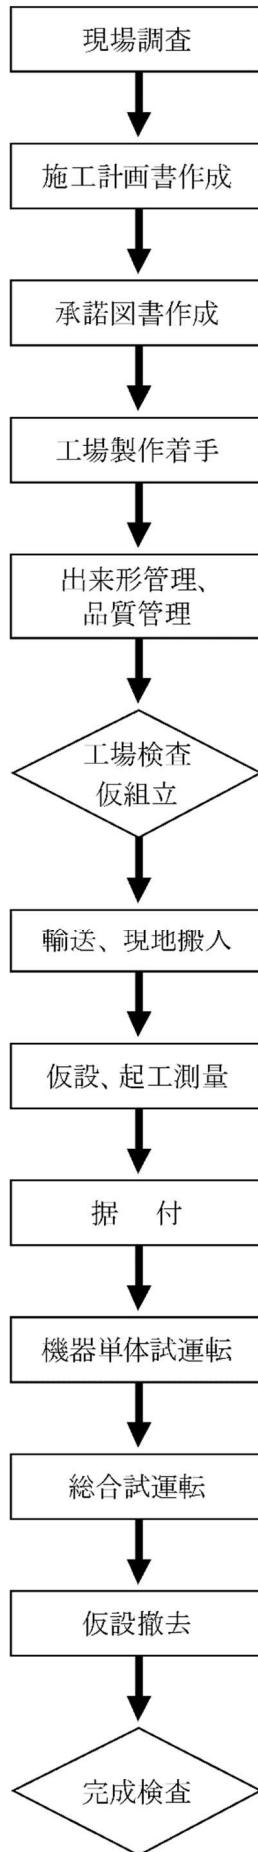 現場調査
施工計画書作成
承諾図書作成
工場製作着手
出来形管理、
品質管理
工場検査
仮組立
輸送、現地搬入
仮設、起工測量
据　付
機器単体試運転
総合試運転
仮設撤去
完成検査